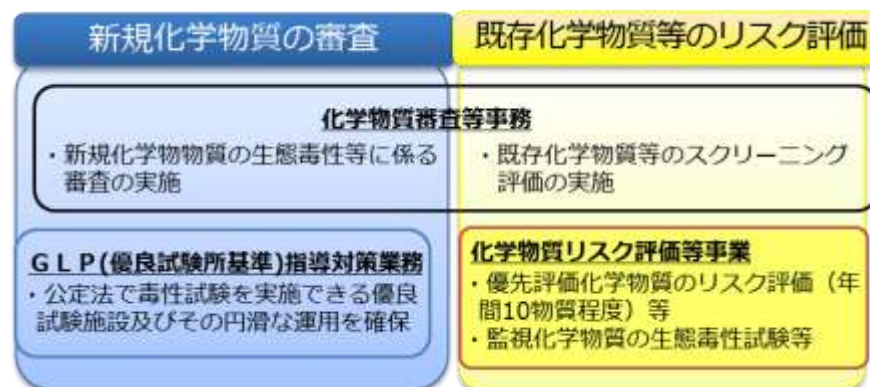 新規化学物質の審査
既存化学物質等のリスク評価
化学物質審査等事務
・新規化学物物質の生態毒性等に係る
審査の実施
・既存化学物質等のスクリーニング
評価の実施
GLP(優良試験所基準)指導対策業務
・公定法で毒性試験を実施できる優良
試験施設及びその円滑な運用を確保
化学物質リスク評価等事業
・優先評価化学物質のリスク評価（年
間10物質程度）等
・監視化学物質の生態毒性試験等